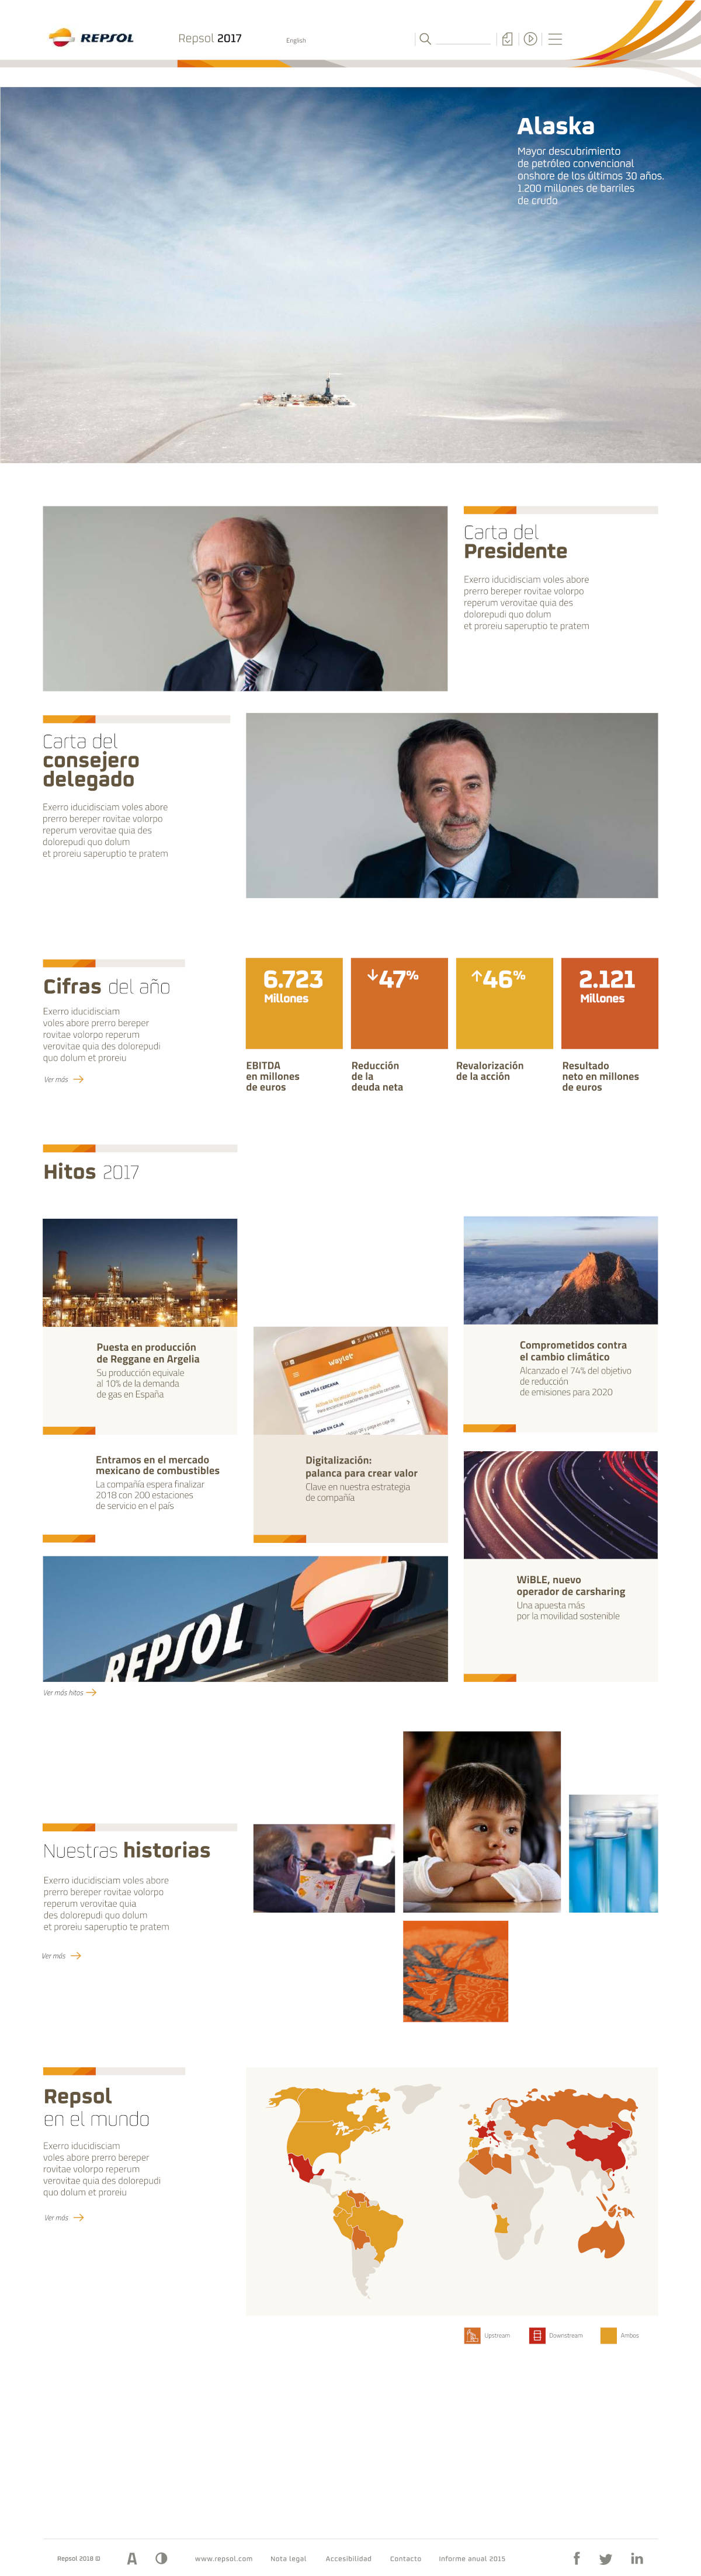 REPSOL
Repsol 2017
English
Alaska
Mayor descubrimiento
de petróleo convencional
onshore de los últimos 30 años.
1.200 millones de barriles
de crudo
Carta del
Presidente
Exerro iducidisciam voles abore
prerro bereper rovitae volorpo
reperum verovitae quia des
dolorepui quo dolum
et proreiu saperuptio te pratem
Carta del
consejero
delegado
Exerro iducidisciam voles abore
prerro bereper rovitae volorpo
reperum verovitae quia des
dolorepudi quo dolum
et proreiu saperuptio te pratem
Cifras del año
Exerro iducidisciam
voles abore prerro bereper
rovitae volorpo reperum
verovitae quia des dolorepudi
quo dolum et proreiu
Ver más
6.723
Millones
EBITDA
en millones
de euros
47%
Reducción
de la
deuda neta
46%
Revalorización
de la acción
2.121
Millones
Resultado
neto en millones
de euros
Hitos 2017
Puesta en producción
de Reggane en Argelia
Su producción equivale
al 10% de la demanda
de gas en España
waylet
ERES MÁS CERCANA
PAGAR EN CAJA
Comprometidos contra
el cambio climático
Alcanzado el 74% del objetivo
de reducción
de emisiones para 2020
Entramos en el mercado
mexicano de combustibles
La compañía espera finalizar
2018 con 200 estaciones
de servicio en el país
Digitalización:
palanca para crear valor
Clave en nuestra estrategia
de compañía
REPSOL
WiBLE, nuevo
operador de carsharing
Una apuesta más
por la movilidad sostenible
Ver más hitos
Nuestras historias
Exerro iducidisciam voles abore
prerro bereper rovitae volorpo
reperum verovitae quia
des dolorepudi quo dolum
et proreiu saperuptio te pratem
Ver más
Repsol
en el mundo
Exerro iducidisciam
voles abore prerro bereper
rovitae volorpo reperum
verovitae quia des dolorepudi
quo dolum et proreiu
Ver más
Upstream
Downstream
Ambos
Repsol 2018 ©
A
www.repsol.com
Nota legal
Accesibilidad
Contacto
Informe anual 2015